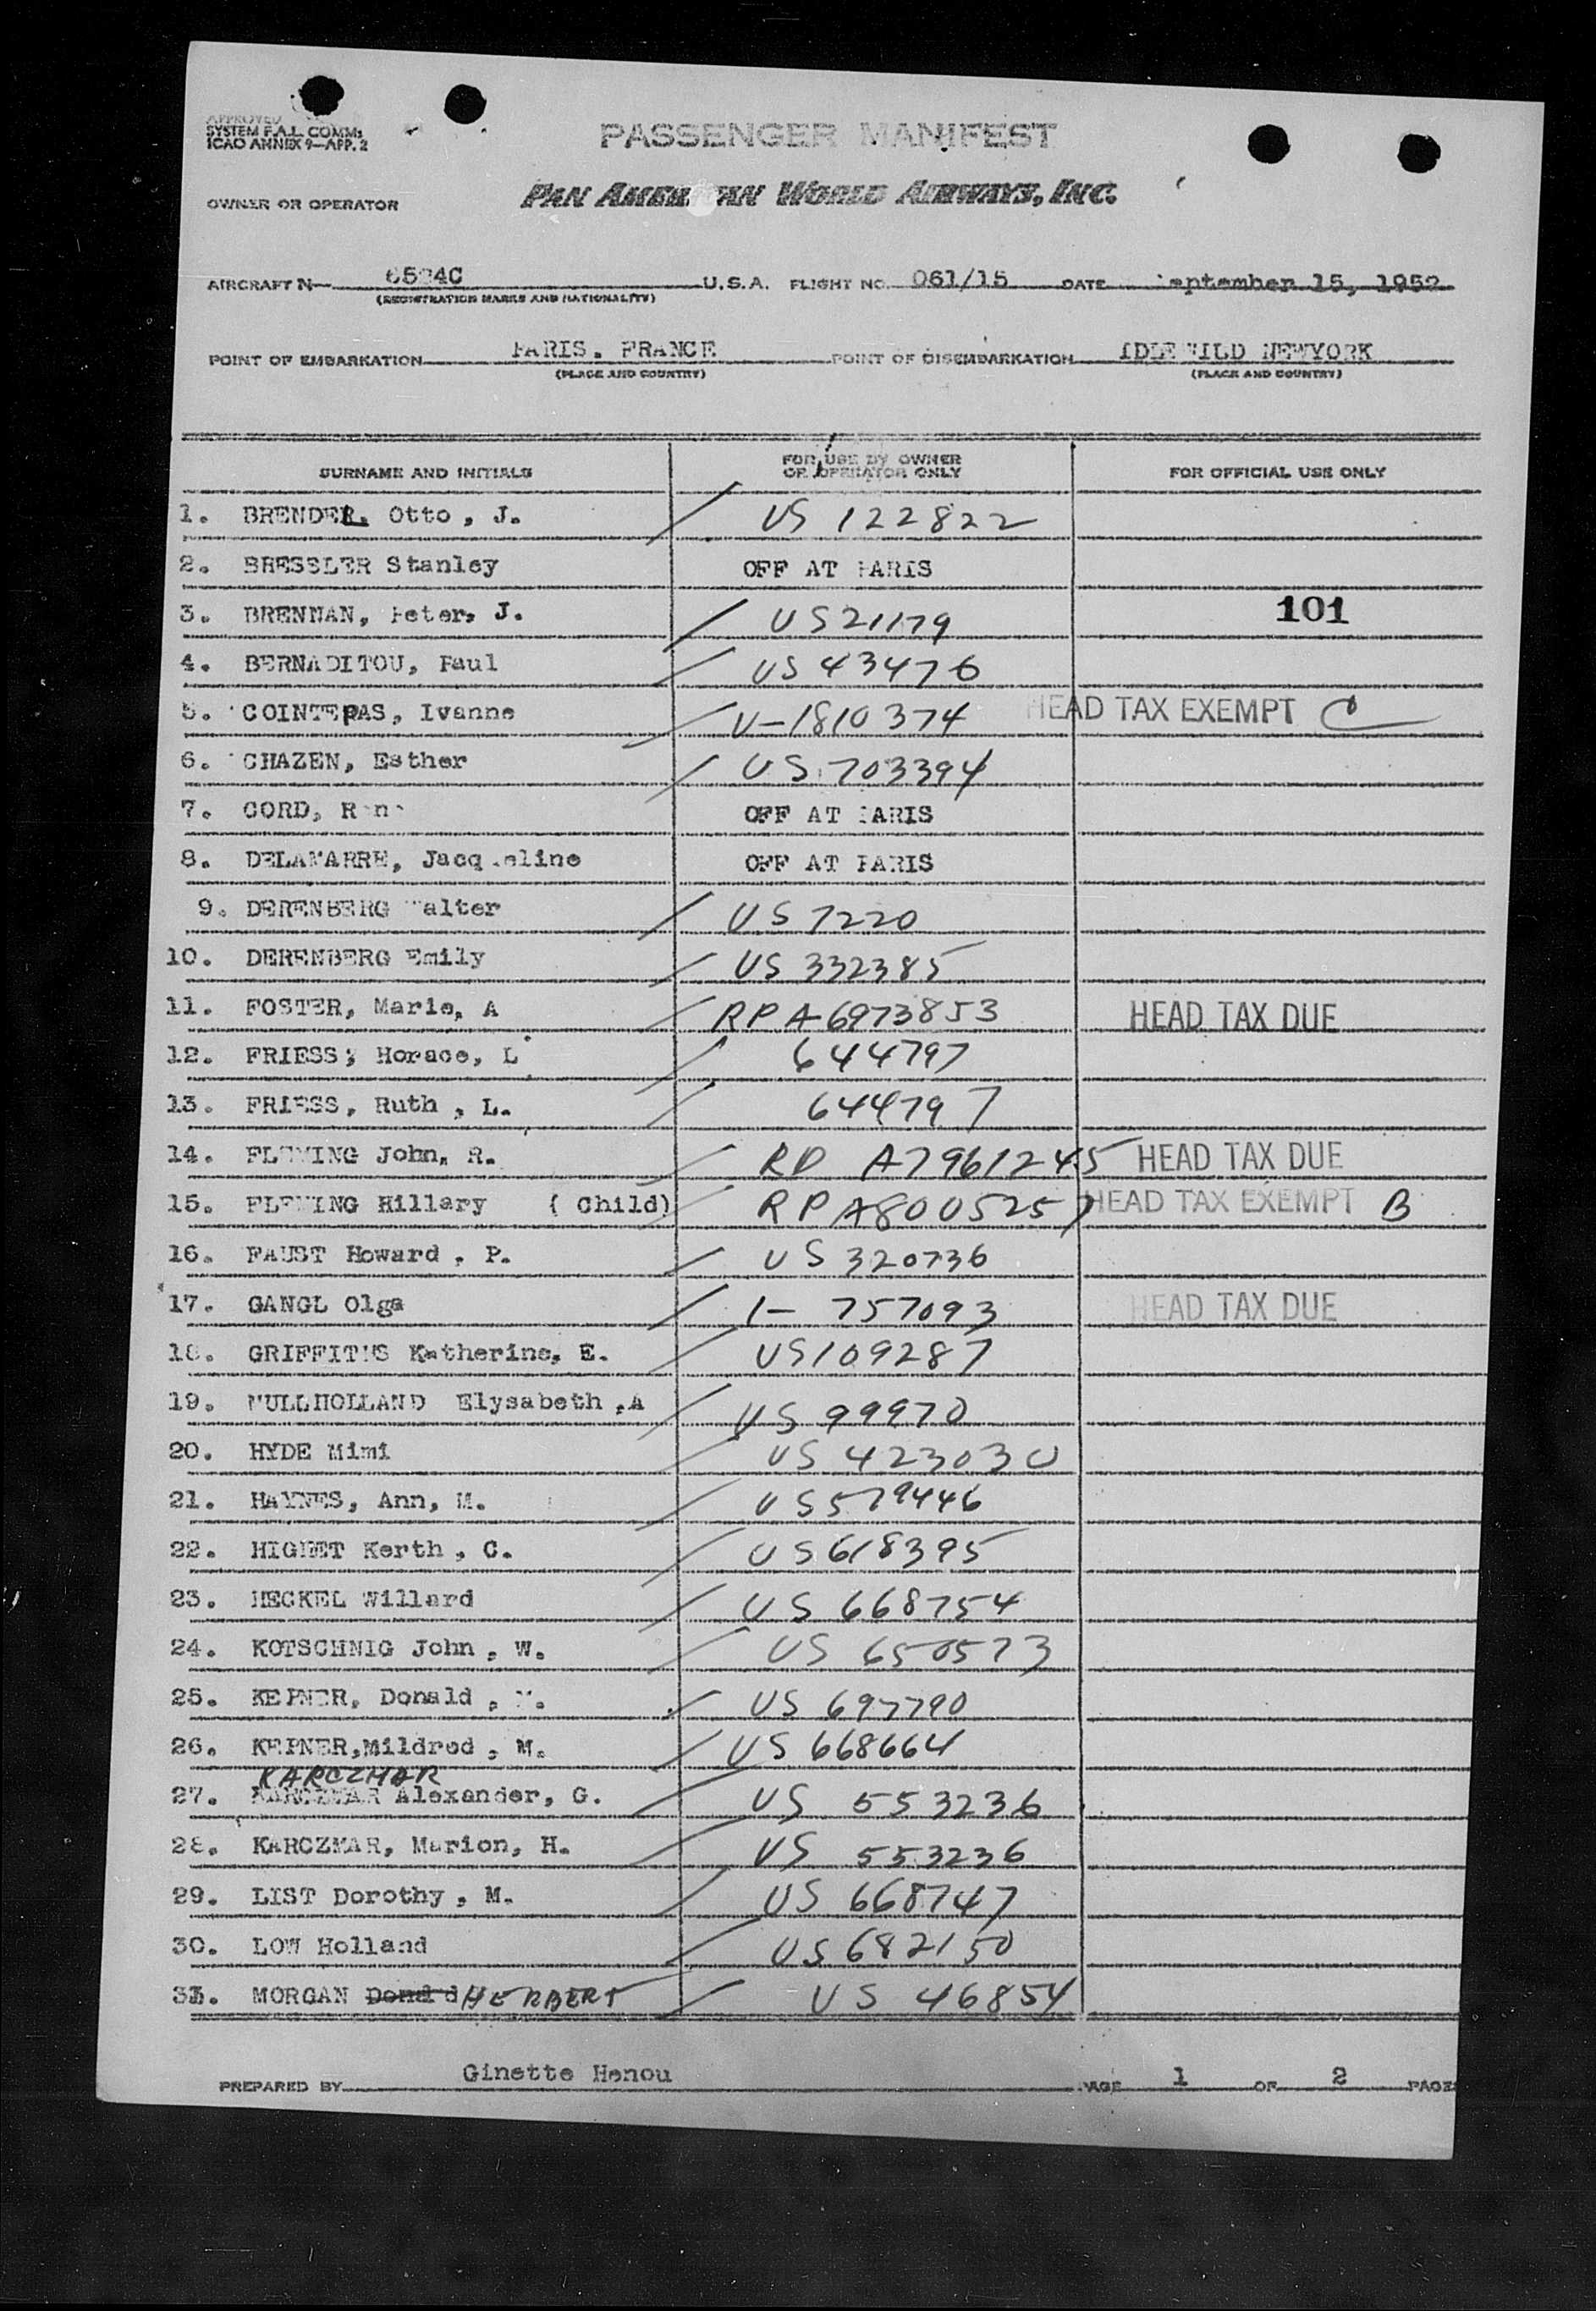 APPROVED
SYSTEM F.A.L. COMM:
ICAO ANNEX 9—APP. 2
PASSENGER MANIFEST
OWNER OR OPERATOR PAN AMERICAN WORLD AIRWAYS, INC.
AIRCRAFT N— 6524C U.S.A. FLIGHT NO. 061/15 DATE September 15, 1952
(REGISTRATION MARKS AND NATIONALITY)
POINT OF EMBARKATION PARIS. FRANCE POINT OF DISEMBARKATION IDLEWILD NEWYORK
(PLACE AND COUNTRY) (PLACE AND COUNTRY)
SURNAME AND INITIALS FOR USE BY OWNER OR OPERATOR ONLY FOR OFFICIAL USE ONLY
1. BRENDER. Otto , J. US 122822
2. BRESSLER Stanley OFF AT PARIS
3. BRENNAN, Peter, J. US21179 101
4. BERNADITOU, Paul US 43476
5. COINTEPAS, Ivanne V-1810374 HEAD TAX EXEMPT C
6. CHAZEN, Esther US 703394
7. CORD, OFF AT PARIS
8. DELAMARRE, Jacqueline OFF AT PARIS
9. DERENBERG Walter US 7220
10. DERENBERG Emily US 332385
11. FOSTER, Marie, A RPA6973853 HEAD TAX DUE
12. FRIESS, Horace, L 644797
13. FRIESS, Ruth , L. 644797
14. FLEMING John, R. RP A7961245 HEAD TAX DUE
15. FLEMING Hillary ( Child) RPA8005257 HEAD TAX EXEMPT B
16. FAUST Howard , P. US 320736
17. GANGL Olga I- 757093 HEAD TAX DUE
18. GRIFFITHS Katherine, E. US109287
19. MULLHOLLAND Elysabeth ,A US 99970
20. HYDE Mimi US 423030
21. HAYNES, Ann, M. US579446
22. HIGHET Kerth , C. US618395
23. HECKEL Willard US 668754
24. KOTSCHNIG John , W. US 650573
25. KEPNER, Donald , US 697790
26. KEPNER,Mildred , M. US 668664
KARCZMAR
27. KARCZMAR Alexander, G. US 553236
28. KARCZMAR, Marion, H. US 553236
29. LIST Dorothy , M. US 668747
30. LOW Holland US682150
31. MORGAN Donald HERBERT US 46854
PREPARED BY Ginette Henou PAGE 1 OF 2 PAGES